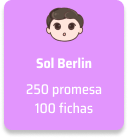 Sol Berlin
250 promesa
100 fichas